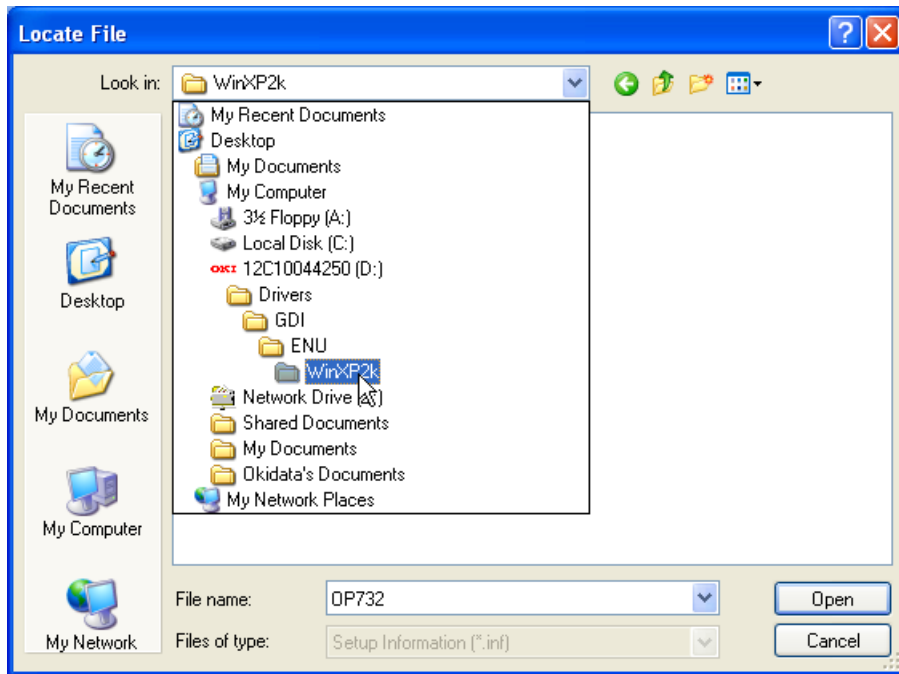 Locate File
Look in:
WinXP2k
My Recent Documents
Desktop
My Documents
My Computer
3½ Floppy (A:)
Local Disk (C:)
OKI 12C10044250 (D:)
Drivers
GDI
ENU
WinXP2k
Network Drive
Shared Documents
My Documents
Okidata's Documents
My Network Places
My Recent
Documents
Desktop
My Documents
My Computer
My Network
File name:
OP732
Open
Files of type:
Setup Information (*.inf)
Cancel